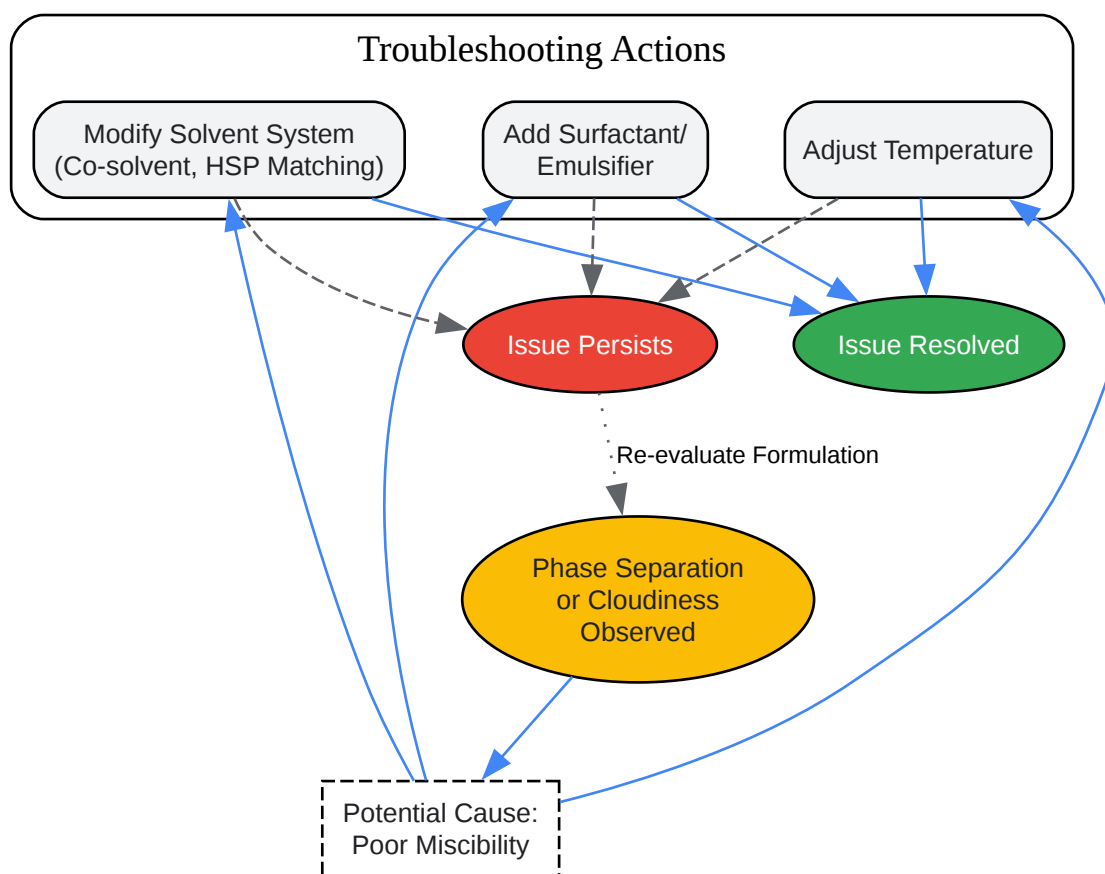 Troubleshooting Actions
Modify Solvent System
(Co-solvent, HSP Matching)
Add Surfactant/
Emulsifier
Adjust Temperature
Issue Persists
Issue Resolved
Re-evaluate Formulation
Phase Separation
or Cloudiness
Observed
Potential Cause:
Poor Miscibility